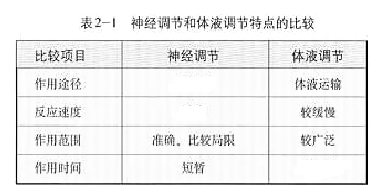 表2-1 神经调节和体液调节特点的比较
比较项目 神经调节 体液调节
作用途径 体液运输
反应速度 较缓慢
作用范围 准确、比较局限 较广泛
作用时间 短暂